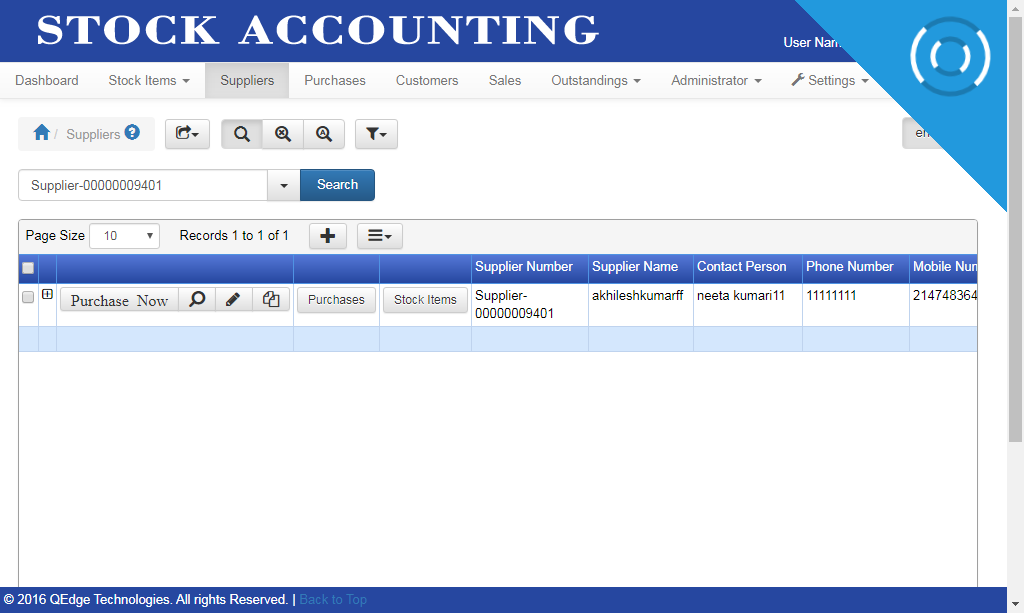 STOCK ACCOUNTING
User Nam
Dashboard Stock Items Suppliers Purchases Customers Sales Outstandings Administrator Settings
/ Suppliers ?
en
Supplier-00000009401 Search
Page Size 10 Records 1 to 1 of 1
Supplier Number Supplier Name Contact Person Phone Number Mobile Num
Purchase Now Purchases Stock Items Supplier- akhileshkumarff neeta kumari11 11111111 214748364
00000009401
© 2016 QEdge Technologies. All rights Reserved. | Back to Top